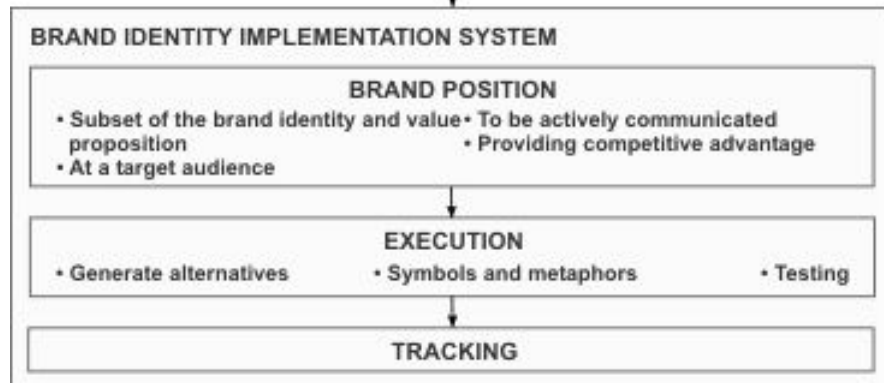 BRAND IDENTITY IMPLEMENTATION SYSTEM
BRAND POSITION
• Subset of the brand identity and value
proposition
• At a target audience
• To be actively communicated
• Providing competitive advantage
EXECUTION
• Generate alternatives
• Symbols and metaphors
• Testing
TRACKING